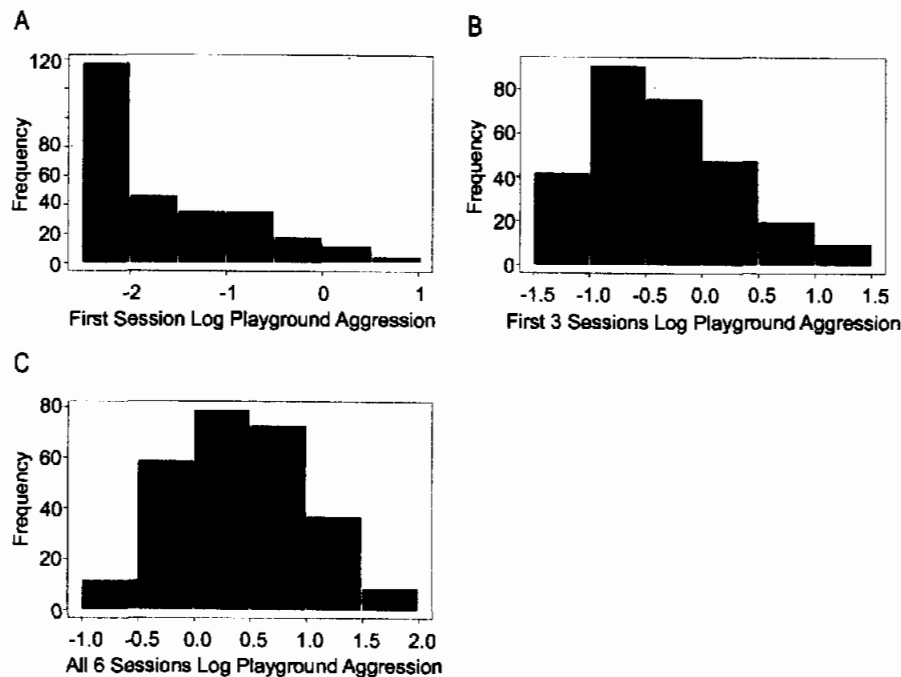 A
Frequency
120
80
60
40
20
0
-2 -1 0 1
First Session Log Playground Aggression
B
Frequency
80
60
40
20
0
-1.5 -1.0 -0.5 0.0 0.5 1.0 1.5
First 3 Sessions Log Playground Aggression
C
Frequency
80
60
40
20
0
-1.0 -0.5 0.0 0.5 1.0 1.5 2.0
All 6 Sessions Log Playground Aggression